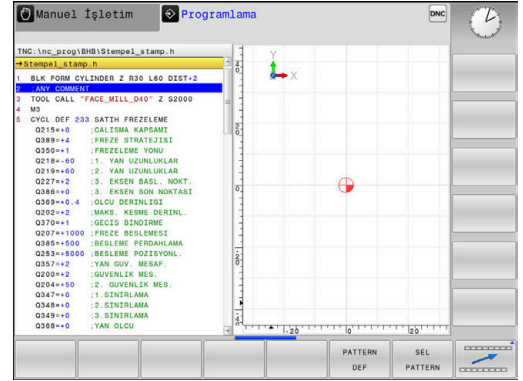 Manuel İşletim
Programlama
DNC
TNC:\nc_prog\BHB\Stempel_stamp.h
→Stempel_stamp.h
1 BLK FORM CYLINDER Z R30 L60 DIST+2
2 ;ANY COMMENT
3 TOOL CALL "FACE_MILL_D40" Z S2000
4 M3
5 CYCL DEF 233 SATIH FREZELEME
Q215=+0 ;CALISMA KAPSAMI
Q389=+4 ;FREZE STRATEJISI
Q350=+1 ;FREZELEME YONU
Q218=-60 ;1. YAN UZUNLUKLAR
Q219=+60 ;2. YAN UZUNLUKLAR
Q227=+2 ;3. EKSEN BASL. NOKT.
Q386=+0 ;3. EKSEN SON NOKTASI
Q369=+0.4 ;OLCU DERINLIGI
Q202=+2 ;MAKS. KESME DERINL.
Q370=+1 ;GECIS BINDIRME
Q207=+1000 ;FREZE BESLEMESI
Q385=+500 ;BESLEME PERDAHLAMA
Q253=+5000 ;BESLEME POZISYONL.
Q357=+2 ;YAN GUV. MESAF.
Q200=+2 ;GUVENLIK MES.
Q204=+50 ;2. GUVENLIK MES.
Q347=+0 ;1.SINIRLAMA
Q348=+0 ;2.SINIRLAMA
Q349=+0 ;3.SINIRLAMA
Q368=+0 ;YAN OLCU
Y
X
40
20
0
-20
-40
-20
0
20
PATTERN DEF
SEL PATTERN